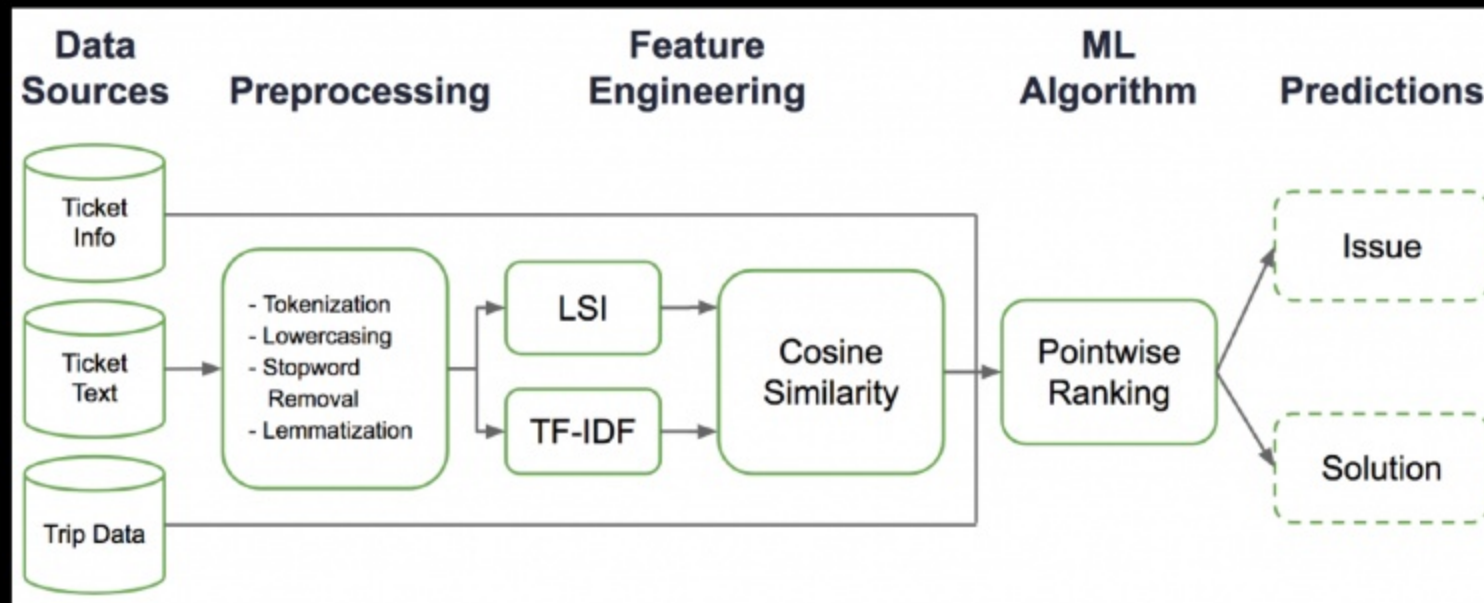 Data
Sources
Preprocessing
Feature
Engineering
ML
Algorithm
Predictions
Ticket
Info
Ticket
Text
Trip Data
- Tokenization
- Lowercasing
- Stopword
Removal
- Lemmatization
LSI
TF-IDF
Cosine
Similarity
Pointwise
Ranking
Issue
Solution